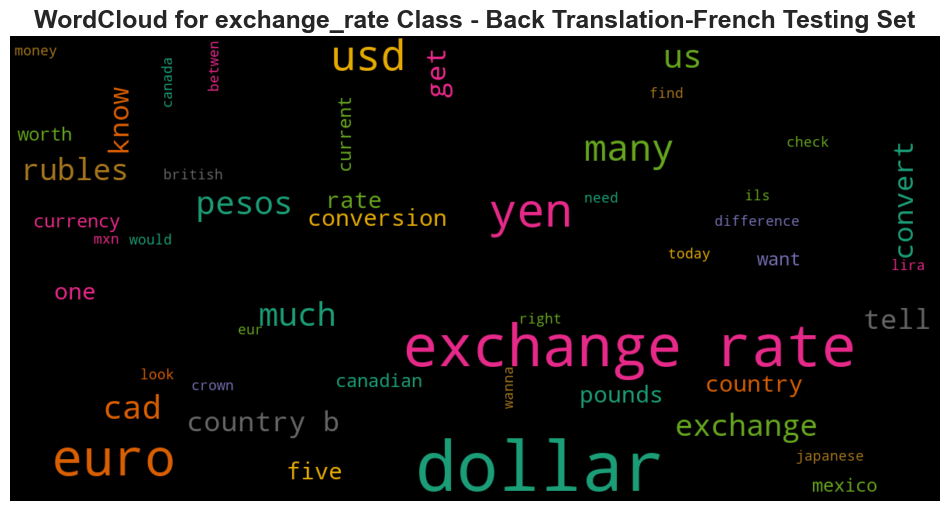 WordCloud for exchange_rate Class - Back Translation-French Testing Set
money
canada
betwen
usd
get
us
find
know
current
worth
many
check
convert
rubles
british
pesos
rate
conversion
yen
need
ils
difference
currency
mxn
would
today
want
lira
one
much
eur
right
tell
exchange rate
look
crown
canadian
wanna
country
pounds
cad
country b
exchange
euro
five
dollar
japanese
mexico